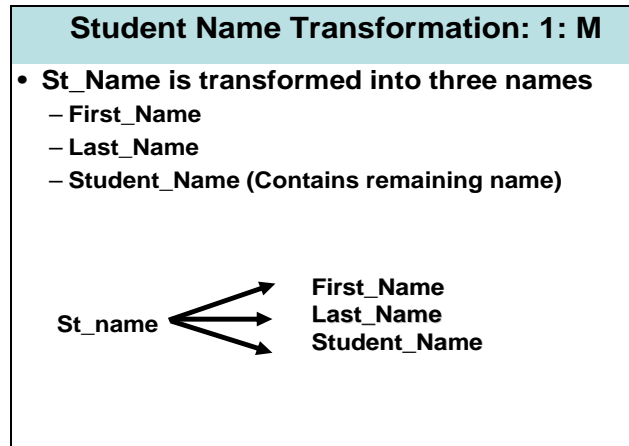 Student Name Transformation: 1: M
• St_Name is transformed into three names
– First_Name
– Last_Name
– Student_Name (Contains remaining name)
First_Name
Last_Name
St_name
Student_Name